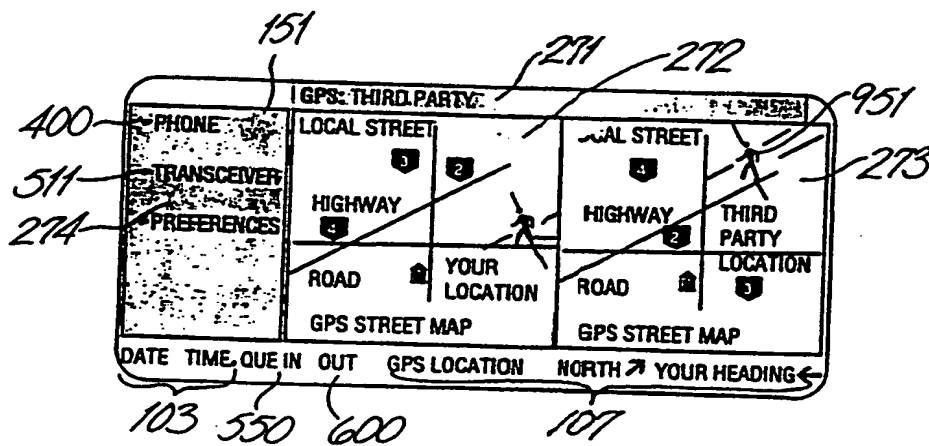 151
271
272
951
GPS: THIRD PARTY
400
PHONE
LOCAL STREET
CAL STREET
3
2
4
273
511
TRANSCEIVER
274
PREFERENCES
HIGHWAY
4
HIGHWAY
2
THIRD
PARTY
LOCATION
ROAD
YOUR
LOCATION
ROAD
3
GPS STREET MAP
GPS STREET MAP
DATE TIME QUE IN OUT GPS LOCATION NORTH ↗ YOUR HEADING ←
103
550
600
107